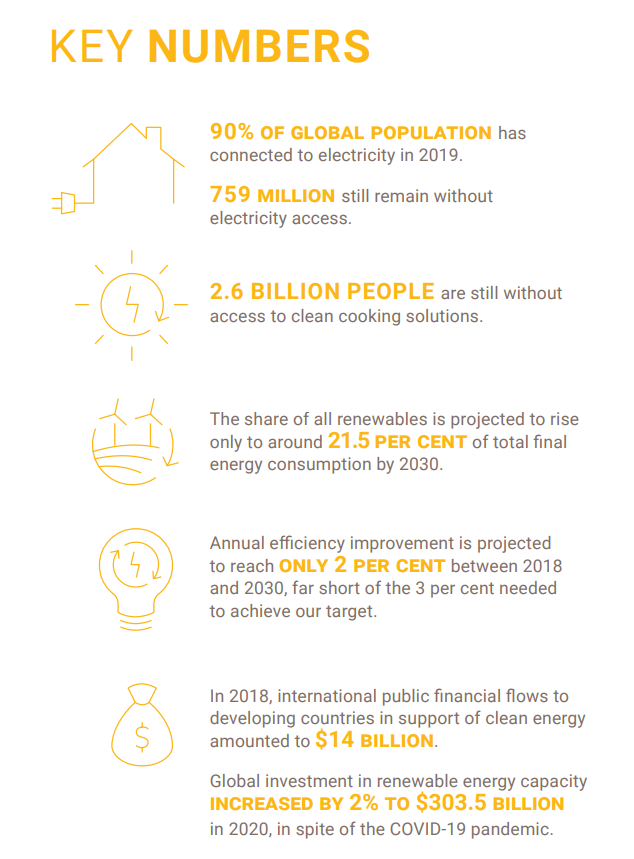 KEY NUMBERS
90% OF GLOBAL POPULATION has
connected to electricity in 2019.
759 MILLION still remain without
electricity access.
2.6 BILLION PEOPLE are still without
access to clean cooking solutions.
The share of all renewables is projected to rise
only to around 21.5 PER CENT of total final
energy consumption by 2030.
Annual efficiency improvement is projected
to reach ONLY 2 PER CENT between 2018
and 2030, far short of the 3 per cent needed
to achieve our target.
$
In 2018, international public financial flows to
developing countries in support of clean energy
amounted to $14 BILLION.
Global investment in renewable energy capacity
INCREASED BY 2% TO $303.5 BILLION
in 2020, in spite of the COVID-19 pandemic.